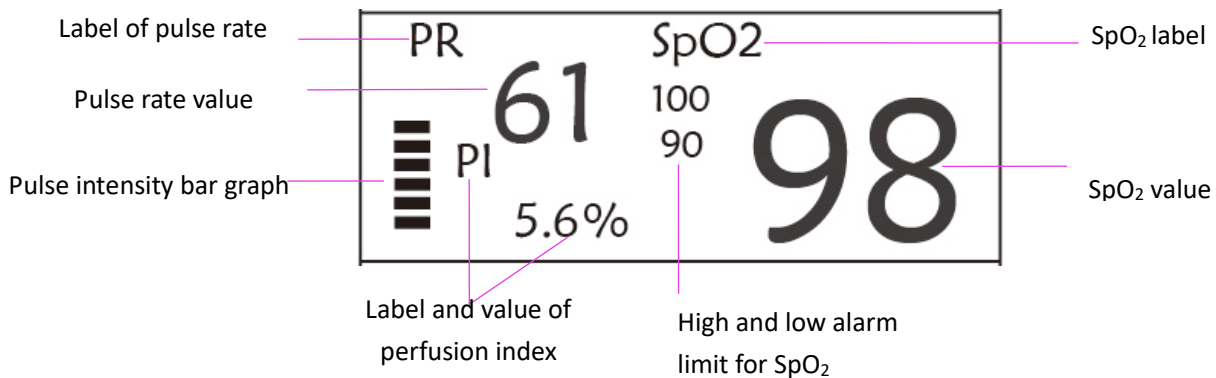 Label of pulse rate
PR
SpO2
SpO₂ label
Pulse rate value
61
100
90
98
Pulse intensity bar graph
PI
5.6%
SpO₂ value
Label and value of
perfusion index
High and low alarm
limit for SpO₂